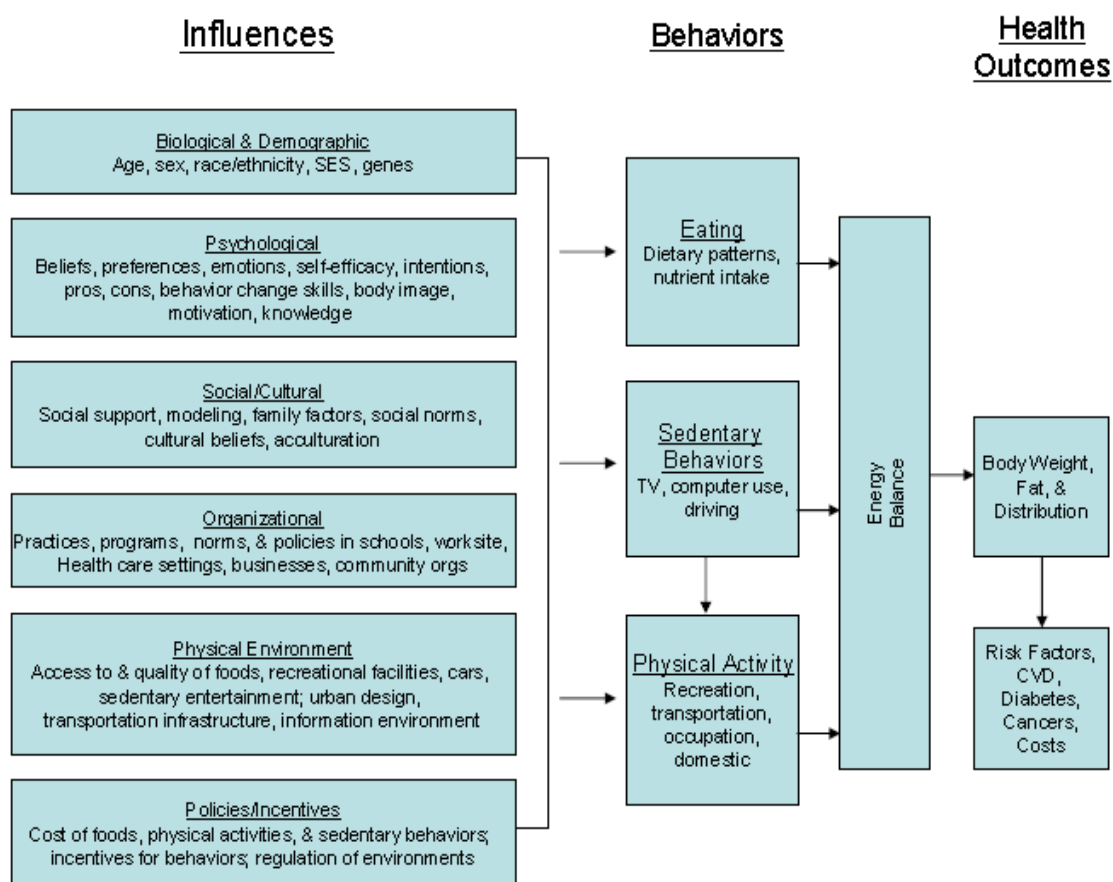 Influences
Behaviors
Health
Outcomes
Biological & Demographic
Age, sex, race/ethnicity, SES, genes
Psychological
Beliefs, preferences, emotions, self-efficacy, intentions,
pros, cons, behavior change skills, body image,
motivation, knowledge
Social/Cultural
Social support, modeling, family factors, social norms,
cultural beliefs, acculturation
Organizational
Practices, programs, norms, & policies in schools, worksite,
Health care settings, businesses, community orgs
Physical Environment
Access to & quality of foods, recreational facilities, cars,
sedentary entertainment; urban design,
transportation infrastructure, information environment
Policies/Incentives
Cost of foods, physical activities, & sedentary behaviors;
incentives for behaviors; regulation of environments
Eating
Dietary patterns,
nutrient intake
Sedentary
Behaviors
TV, computer use,
driving
Physical Activity
Recreation,
transportation,
occupation,
domestic
Energy
Balance
Body Weight,
Fat, &
Distribution
Risk Factors,
CVD,
Diabetes,
Cancers,
Costs